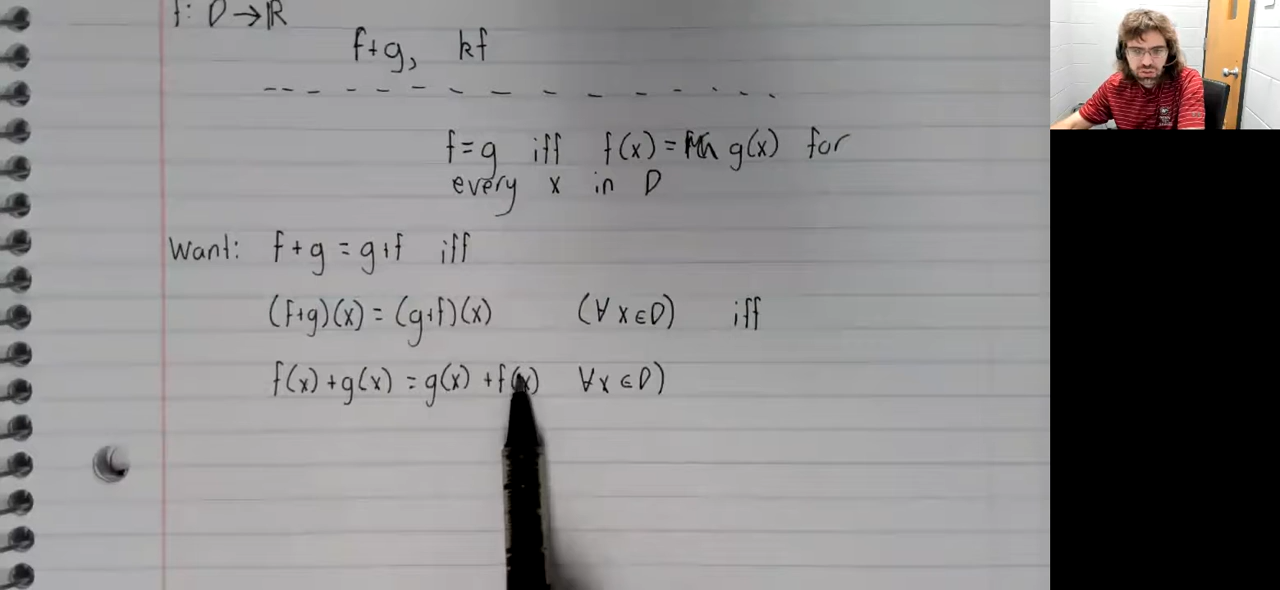 f: D → ℝ
f+g, kf
f=g iff f(x) = g(x) for
every x in D
Want: f+g = g+f iff
(f+g)(x) = (g+f)(x) (∀ x ∈ D) iff
f(x) + g(x) = g(x) + f(x) ∀x ∈ D)